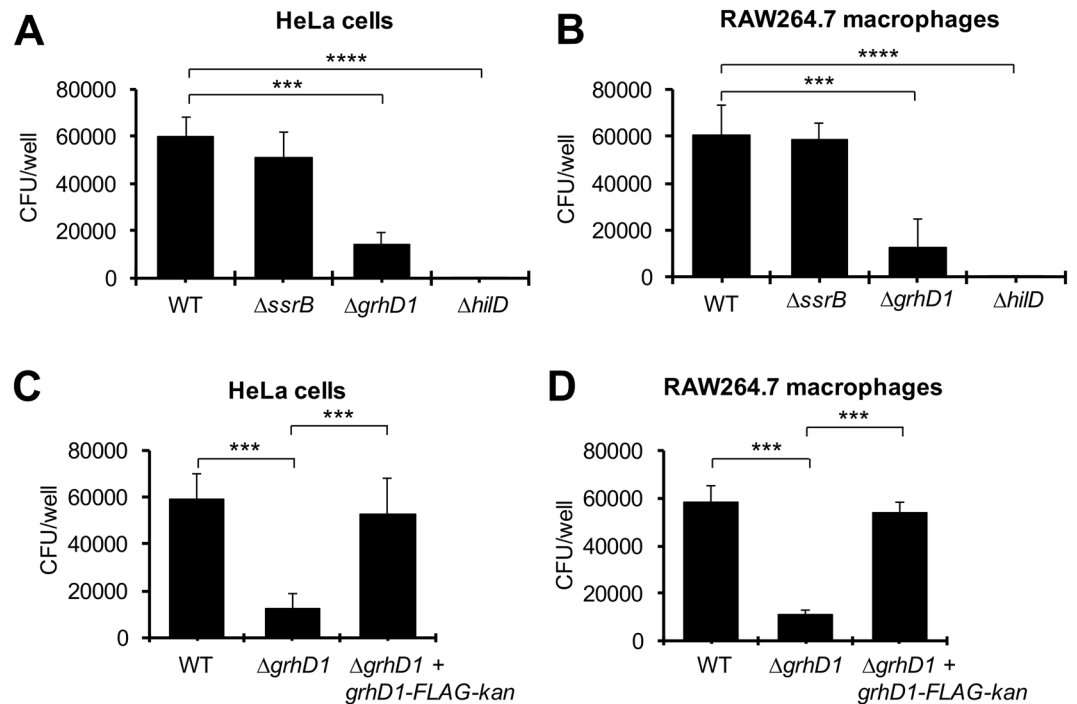 A
HeLa cells
****
***
80000
60000
40000
20000
0
CFU/well
WT
ΔssrB
ΔgrhD1
ΔhilD
B
RAW264.7 macrophages
****
***
80000
60000
40000
20000
0
CFU/well
WT
ΔssrB
ΔgrhD1
ΔhilD
C
HeLa cells
***
***
80000
60000
40000
20000
0
CFU/well
WT
ΔgrhD1
ΔgrhD1 +
grhD1-FLAG-kan
D
RAW264.7 macrophages
***
***
80000
60000
40000
20000
0
CFU/well
WT
ΔgrhD1
ΔgrhD1 +
grhD1-FLAG-kan